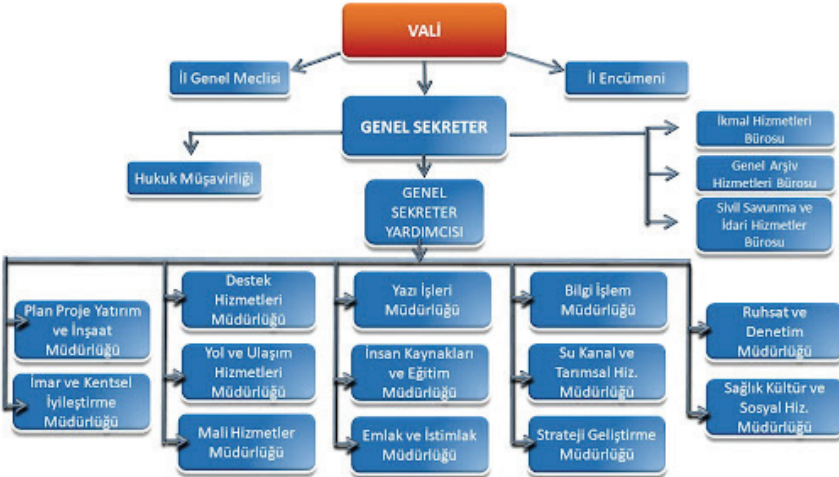 VALİ
İl Genel Meclisi
İl Encümeni
GENEL SEKRETER
İkmal Hizmetleri
Bürosu
Genel Arşiv
Hizmetleri Bürosu
Sivil Savunma ve
İdari Hizmetler
Bürosu
Hukuk Müşavirliği
GENEL
SEKRETER
YARDIMCISI
Plan Proje Yatırım
ve İnşaat
Müdürlüğü
İmar ve Kentsel
İyileştirme
Müdürlüğü
Destek
Hizmetleri
Müdürlüğü
Yol ve Ulaşım
Hizmetleri
Müdürlüğü
Mali Hizmetler
Müdürlüğü
Yazı İşleri
Müdürlüğü
İnsan Kaynakları
ve Eğitim
Müdürlüğü
Emlak ve İstimlak
Müdürlüğü
Bilgi İşlem
Müdürlüğü
Su Kanal ve
Tarımsal Hiz.
Müdürlüğü
Strateji Geliştirme
Müdürlüğü
Ruhsat ve
Denetim
Müdürlüğü
Sağlık Kültür ve
Sosyal Hiz.
Müdürlüğü